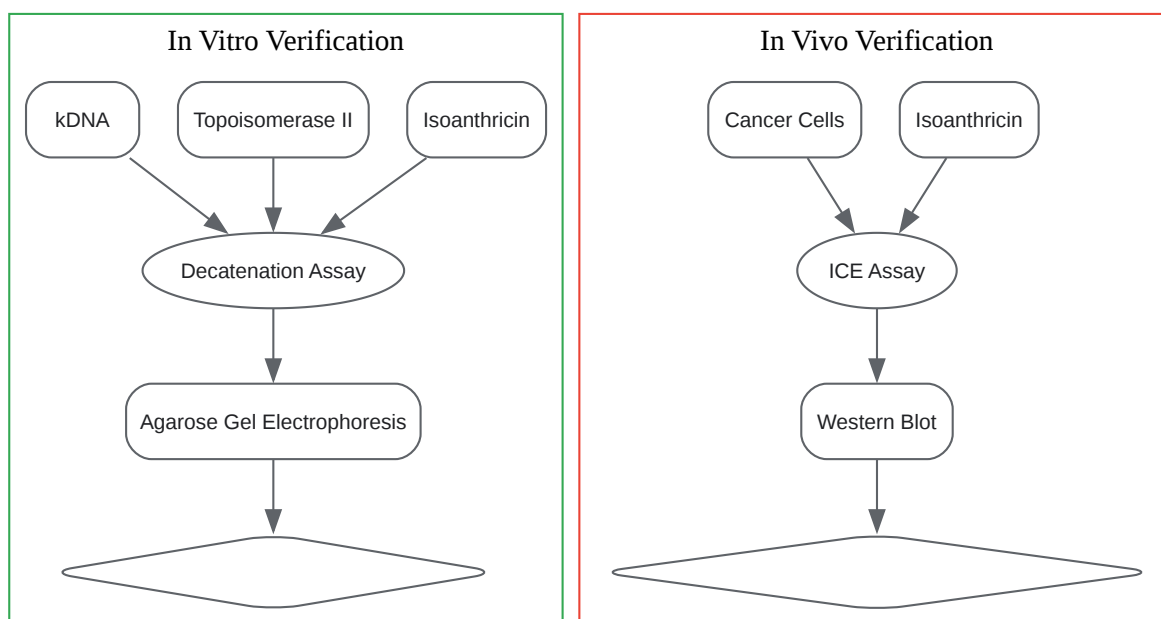 In Vitro Verification
kDNA
Topoisomerase II
Isoanthricin
Decatenation Assay
Agarose Gel Electrophoresis
In Vivo Verification
Cancer Cells
Isoanthricin
ICE Assay
Western Blot